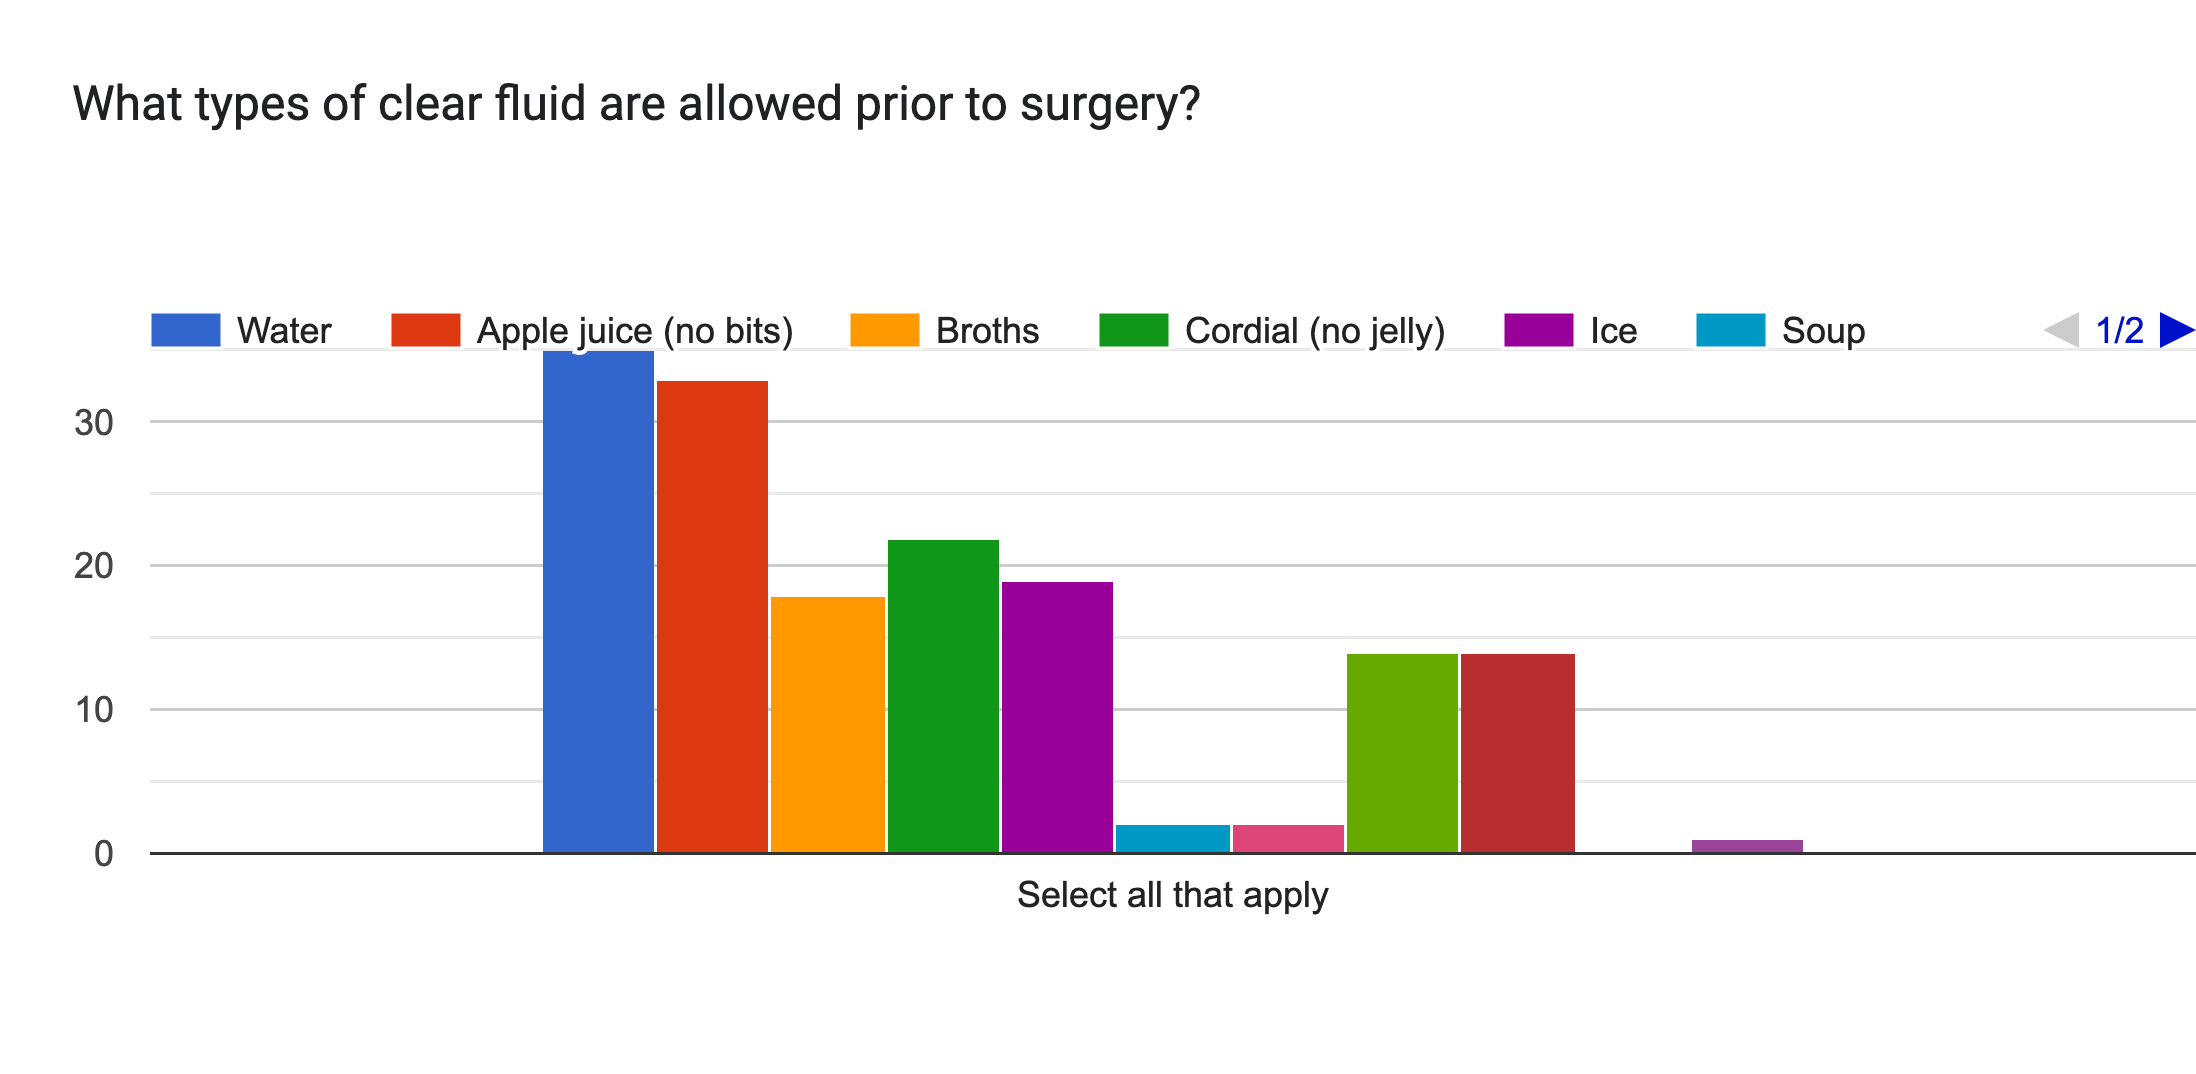 What types of clear fluid are allowed prior to surgery?
Water Apple juice (no bits) Broths Cordial (no jelly) Ice Soup 1/2
30
20
10
0
Select all that apply